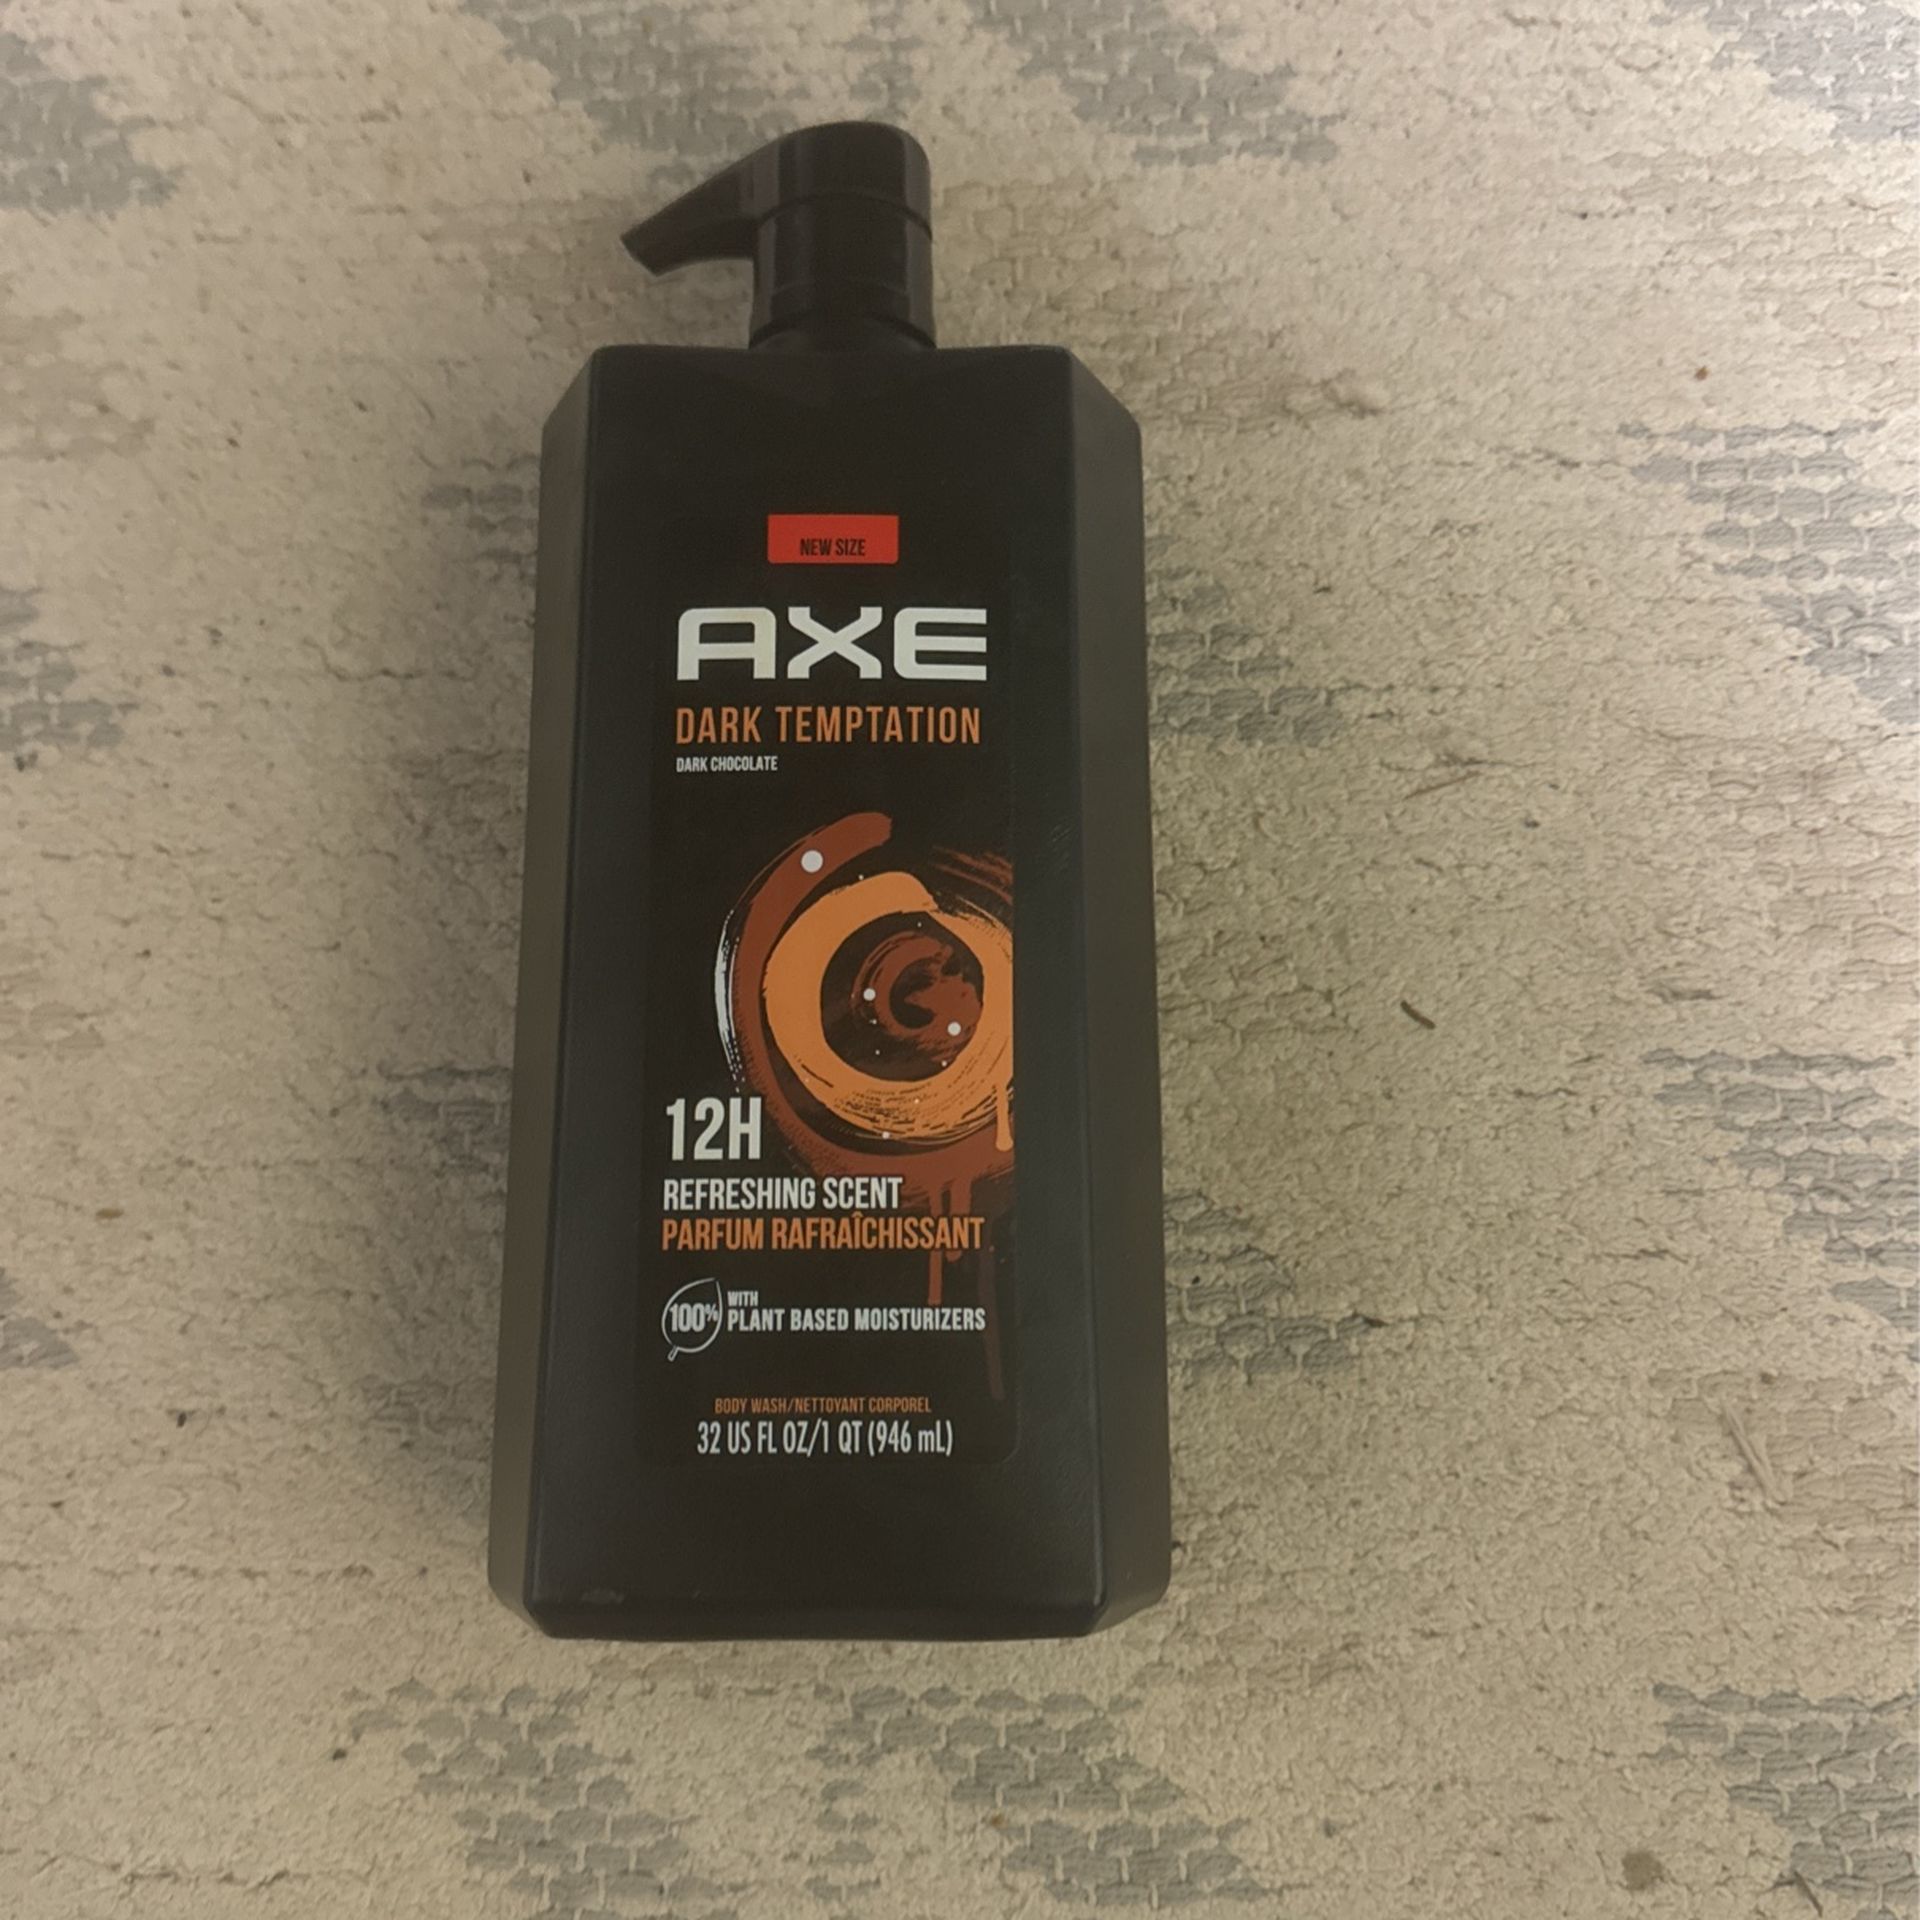 NEW SIZE
AXE
DARK TEMPTATION
DARK CHOCOLATE
12H
REFRESHING SCENT
PARFUM RAFRAÎCHISSANT
100% WITH
PLANT BASED MOISTURIZERS
BODY WASH/NETTOYANT CORPOREL
32 US FL OZ/1 QT (946 mL)